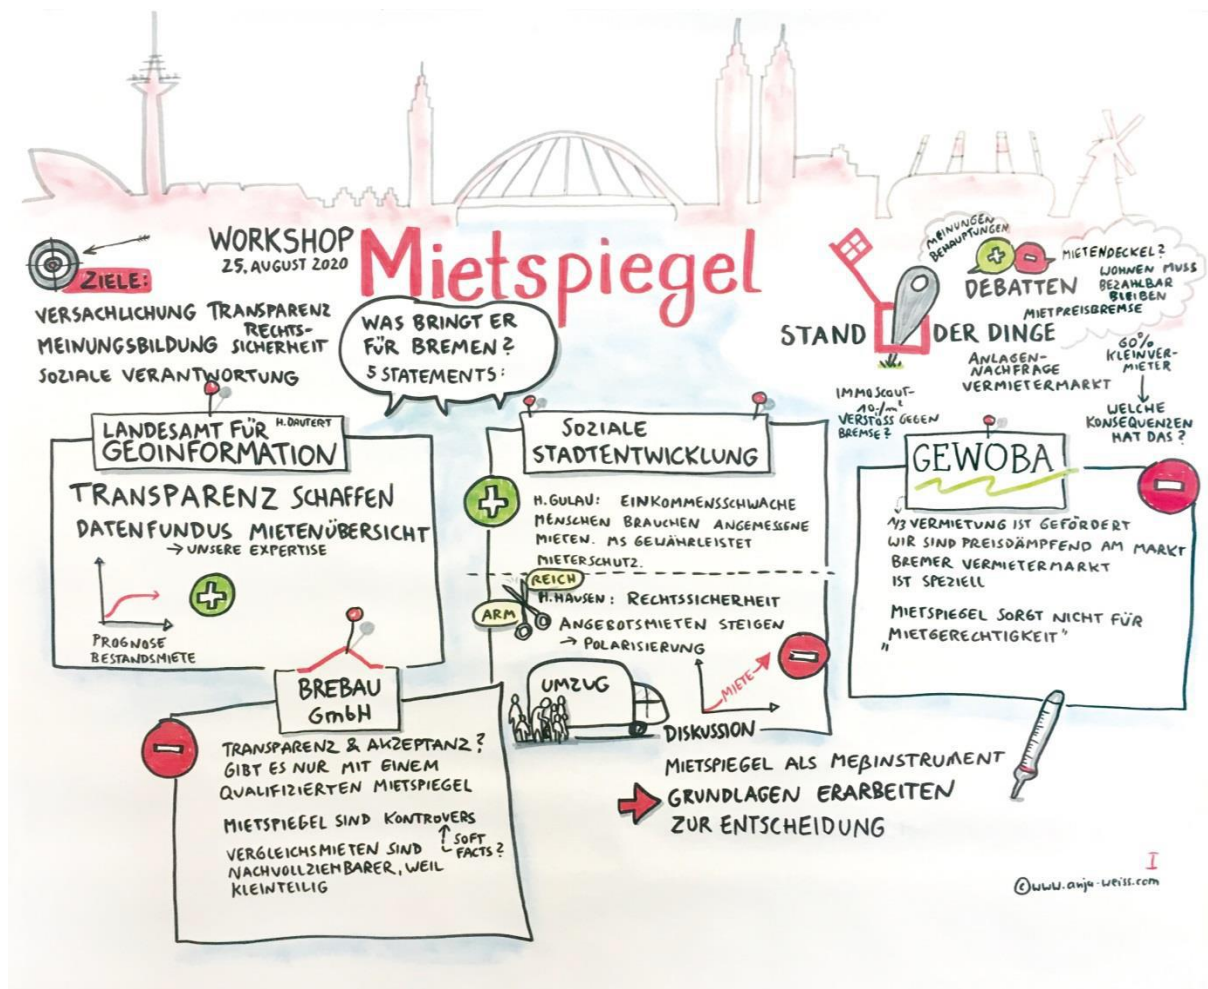 WORKSHOP
25. AUGUST 2020
Mietspiegel
ZIELE:
VERSACHLICHUNG TRANSPARENZ
MEINUNGSBILDUNG RECHTS-
SICHERHEIT
SOZIALE VERANTWORTUNG
WAS BRINGT ER
FÜR BREMEN?
5 STATEMENTS:
STAND DER DINGE
MEINUNGEN
BEHAUPTUNGEN
DEBATTEN
MIETENDECKEL?
WOHNEN MUSS
BEZAHLBAR
BLEIBEN
MIETPREISBREMSE
ANLAGEN-
NACHFRAGE
VERMIETERMARKT
60%
KLEINVER-
MIETER
WELCHE
KONSEQUENZEN
HAT DAS?
IMMOSCOUT-
10,-/m²
VERSTOSS GEGEN
BREMSE?
LANDESAMT FÜR H. DAUTERT
GEOINFORMATION
TRANSPARENZ SCHAFFEN
DATENFUNDUS MIETENÜBERSICHT
→ UNSERE EXPERTISE
PROGNOSE
BESTANDSMIETE
SOZIALE
STADTENTWICKLUNG
H. GULAU: EINKOMMENSSCHWACHE
MENSCHEN BRAUCHEN ANGEMESSENE
MIETEN. MS GEWÄHRLEISTET
MIETERSCHUTZ.
REICH
ARM
H. HAUSEN: RECHTSSICHERHEIT
ANGEBOTSMIETEN STEIGEN
→ POLARISIERUNG
MIETE
UMZUG
GEWOBA
1/3 VERMIETUNG IST GEFÖRDERT
WIR SIND PREISDÄMPFEND AM MARKT
BREMER VERMIETERMARKT
IST SPEZIELL
MIETSPIEGEL SORGT NICHT FÜR
„MIETGERECHTIGKEIT"
BREBAU
GmbH
TRANSPARENZ & AKZEPTANZ?
GIBT ES NUR MIT EINEM
QUALIFIZIERTEN MIETSPIEGEL
MIETSPIEGEL SIND KONTROVERS
SOFT
FACTS?
VERGLEICHSMIETEN SIND
NACHVOLLZIEHBARER, WEIL
KLEINTEILIG
DISKUSSION
MIETSPIEGEL ALS MEßINSTRUMENT
GRUNDLAGEN ERARBEITEN
ZUR ENTSCHEIDUNG
I
©www.anja-weiss.com